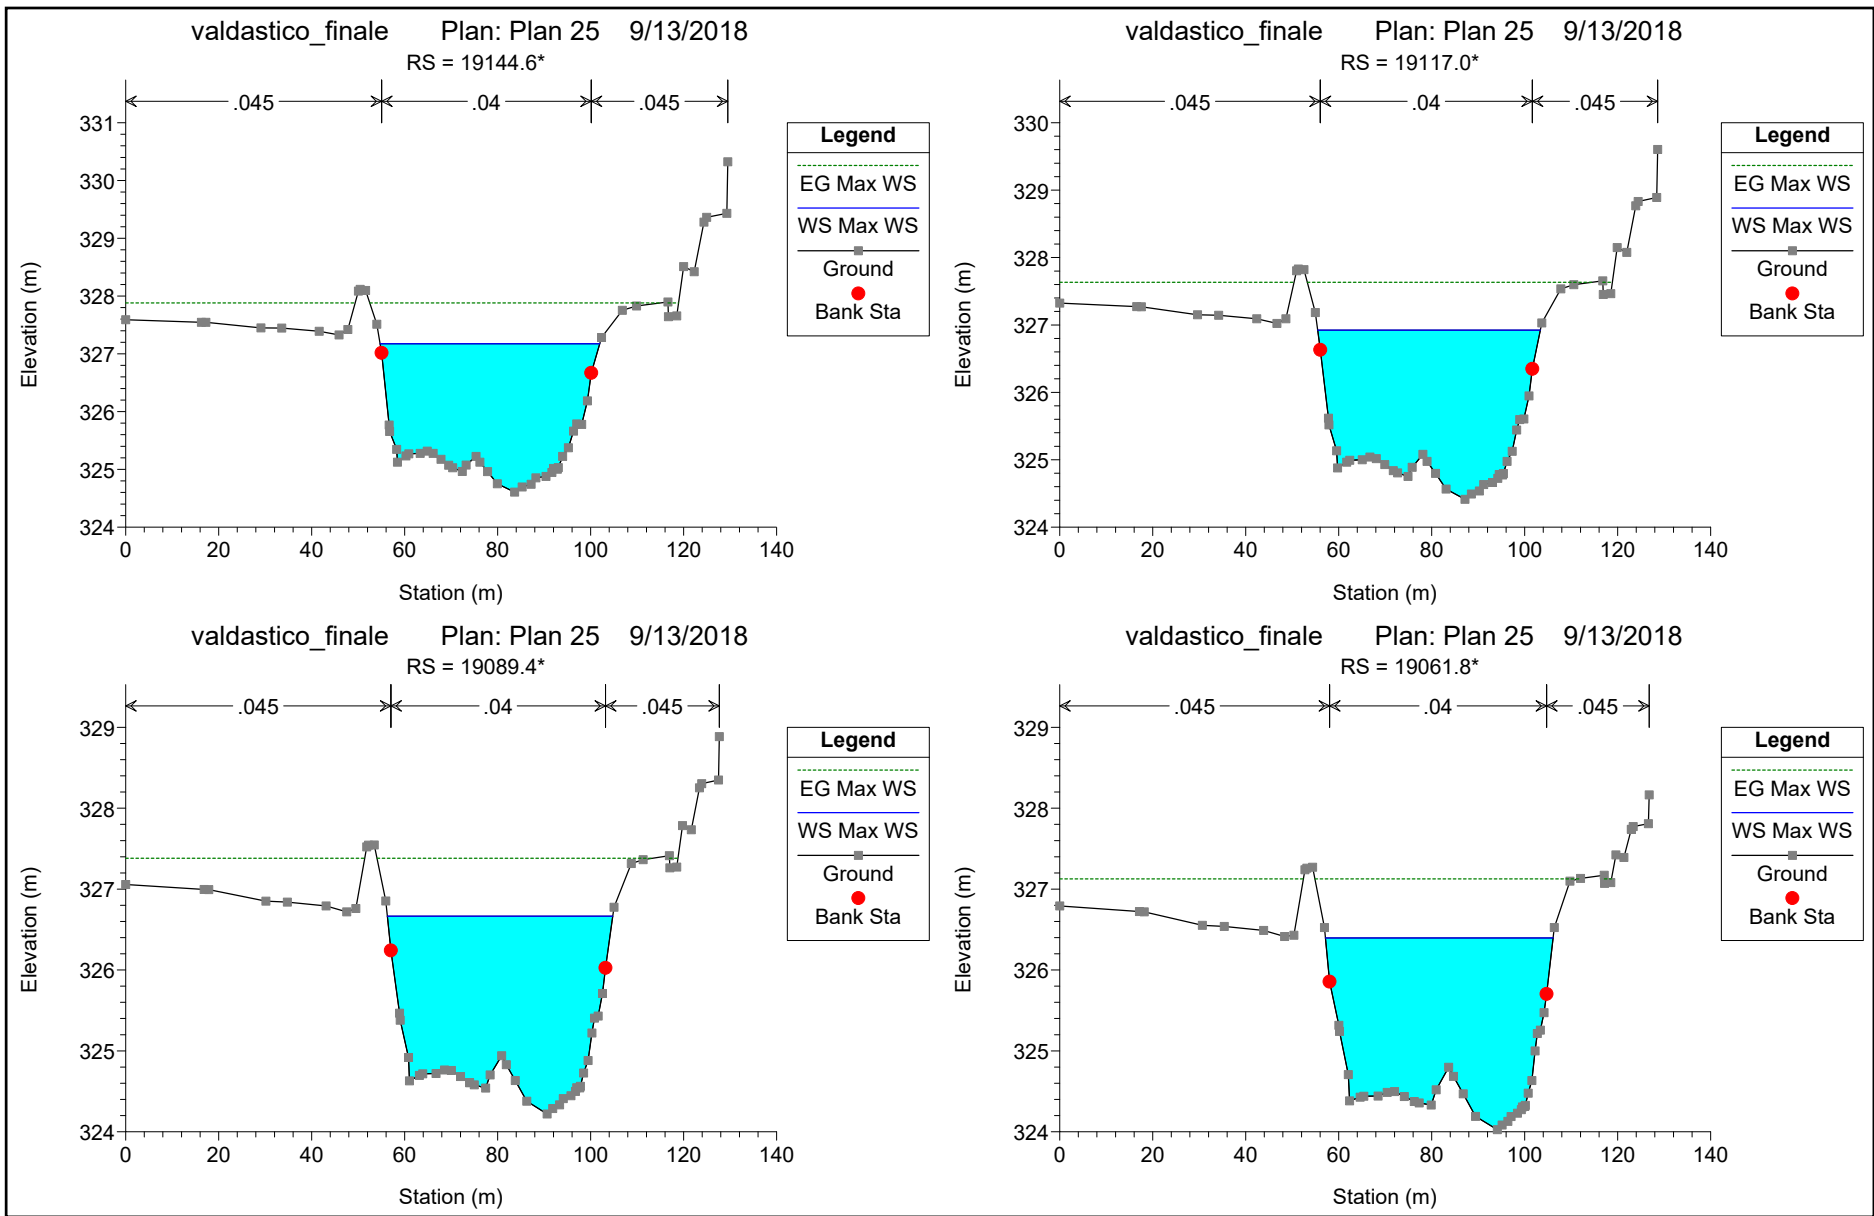 valdastico_finale Plan: Plan 25 9/13/2018
RS = 19144.6*
.045 .04 .045
331
330
329
328
327
326
325
324
0 20 40 60 80 100 120 140
Station (m)
Elevation (m)
Legend
EG Max WS
WS Max WS
Ground
Bank Sta
valdastico_finale Plan: Plan 25 9/13/2018
RS = 19117.0*
.045 .04 .045
330
329
328
327
326
325
324
0 20 40 60 80 100 120 140
Station (m)
Elevation (m)
Legend
EG Max WS
WS Max WS
Ground
Bank Sta
valdastico_finale Plan: Plan 25 9/13/2018
RS = 19089.4*
.045 .04 .045
329
328
327
326
325
324
0 20 40 60 80 100 120 140
Station (m)
Elevation (m)
Legend
EG Max WS
WS Max WS
Ground
Bank Sta
valdastico_finale Plan: Plan 25 9/13/2018
RS = 19061.8*
.045 .04 .045
329
328
327
326
325
324
0 20 40 60 80 100 120 140
Station (m)
Elevation (m)
Legend
EG Max WS
WS Max WS
Ground
Bank Sta